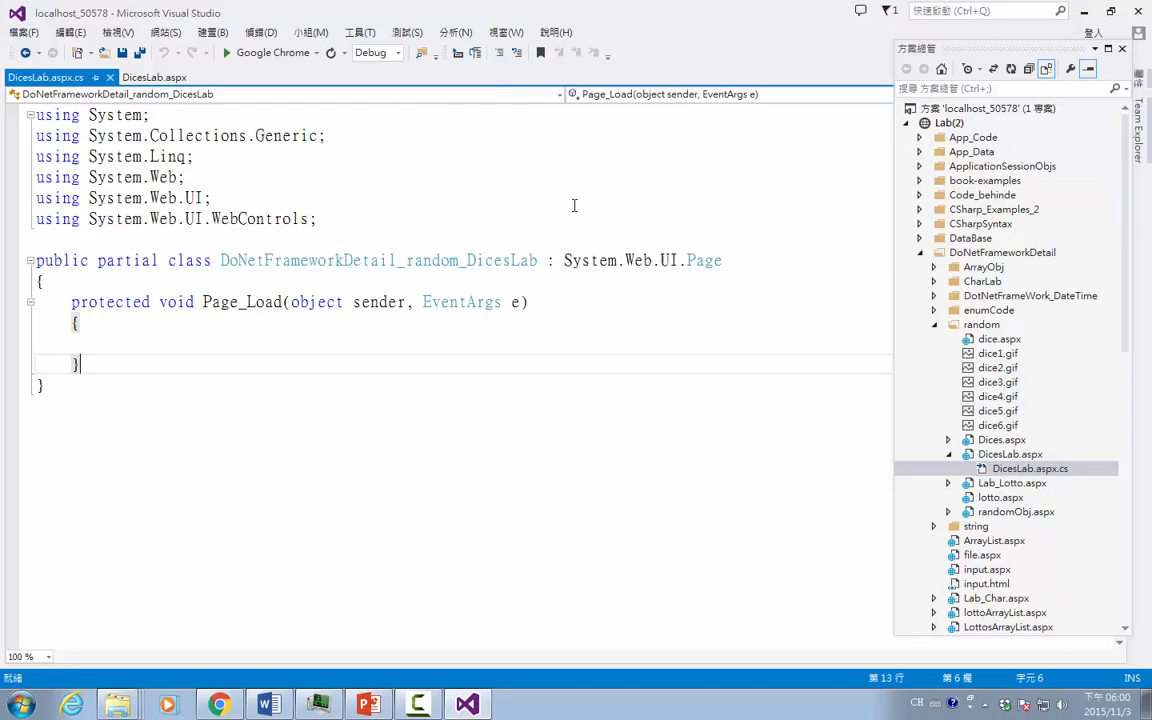 localhost_50578 - Microsoft Visual Studio
1
快速啟動 (Ctrl+Q)
檔案(F) 編輯(E) 檢視(V) 網站(S) 建置(B) 偵錯(D) 小組(M) 工具(T) 測試(S) 分析(N) 視窗(W) 說明(H)
登入
Google Chrome Debug
DicesLab.aspx.cs DicesLab.aspx
DoNetFrameworkDetail_random_DicesLab Page_Load(object sender, EventArgs e)
using System;
using System.Collections.Generic;
using System.Linq;
using System.Web;
using System.Web.UI;
using System.Web.UI.WebControls;
public partial class DoNetFrameworkDetail_random_DicesLab : System.Web.UI.Page
{
protected void Page_Load(object sender, EventArgs e)
{
}
}
方案總管
搜尋 方案總管 (Ctrl+;)
方案 'localhost_50578' (1 專案)
Lab(2)
App_Code
App_Data
ApplicationSessionObjs
book-examples
Code_behinde
CSharp_Examples_2
CSharpSyntax
DataBase
DoNetFrameworkDetail
ArrayObj
CharLab
DotNetFrameWork_DateTime
enumCode
random
dice.aspx
dice1.gif
dice2.gif
dice3.gif
dice4.gif
dice5.gif
dice6.gif
Dices.aspx
DicesLab.aspx
DicesLab.aspx.cs
Lab_Lotto.aspx
lotto.aspx
randomObj.aspx
string
ArrayList.aspx
file.aspx
input.aspx
input.html
Lab_Char.aspx
lottoArrayList.aspx
LottosArrayList.aspx
Team Explorer
100 %
就緒 第 13 行 第 6 欄 字元 6 INS
CH
下午 06:00
2015/11/3